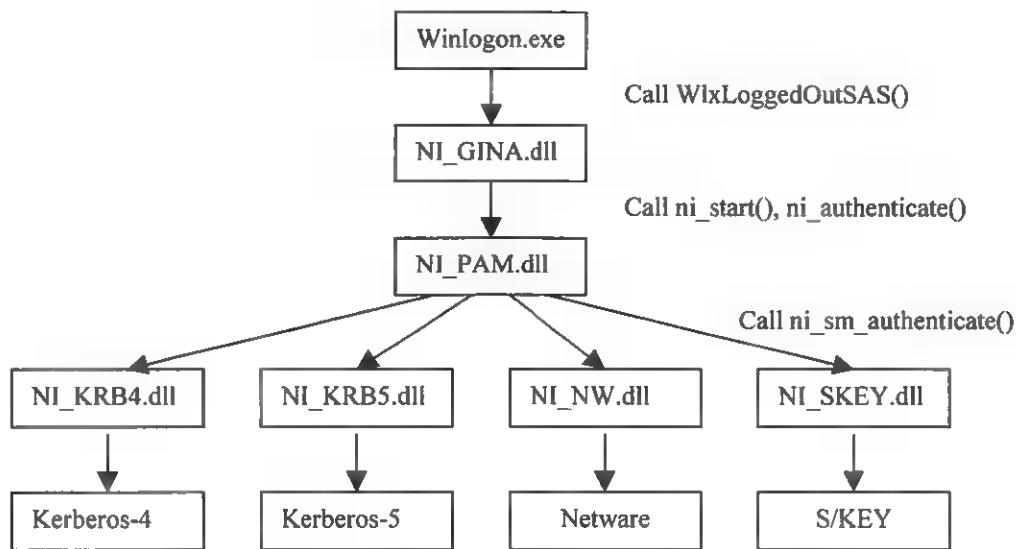 Winlogon.exe
Call WlxLoggedOutSAS()
NI_GINA.dll
Call ni_start(), ni_authenticate()
NI_PAM.dll
Call ni_sm_authenticate()
NI_KRB4.dll
NI_KRB5.dll
NI_NW.dll
NI_SKEY.dll
Kerberos-4
Kerberos-5
Netware
S/KEY